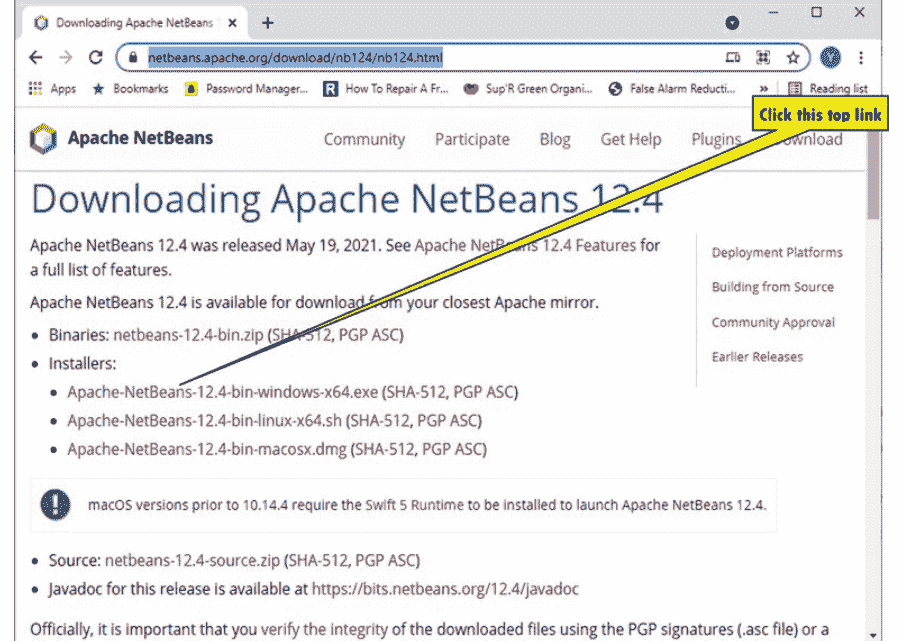 Downloading Apache NetBeans
netbeans.apache.org/download/nb124/nb124.html
Apps Bookmarks Password Manager... How To Repair A Fr... Sup'R Green Organi... False Alarm Reducti... » Reading list
Click this top link
Apache NetBeans Community Participate Blog Get Help Plugins Download
Downloading Apache NetBeans 12.4
Apache NetBeans 12.4 was released May 19, 2021. See Apache NetBeans 12.4 Features for
a full list of features.
Apache NetBeans 12.4 is available for download from your closest Apache mirror.
• Binaries: netbeans-12.4-bin.zip (SHA-512, PGP ASC)
• Installers:
• Apache-NetBeans-12.4-bin-windows-x64.exe (SHA-512, PGP ASC)
• Apache-NetBeans-12.4-bin-linux-x64.sh (SHA-512, PGP ASC)
• Apache-NetBeans-12.4-bin-macosx.dmg (SHA-512, PGP ASC)
Deployment Platforms
Building from Source
Community Approval
Earlier Releases
macOS versions prior to 10.14.4 require the Swift 5 Runtime to be installed to launch Apache NetBeans 12.4.
• Source: netbeans-12.4-source.zip (SHA-512, PGP ASC)
• Javadoc for this release is available at https://bits.netbeans.org/12.4/javadoc
Officially, it is important that you verify the integrity of the downloaded files using the PGP signatures (.asc file) or a